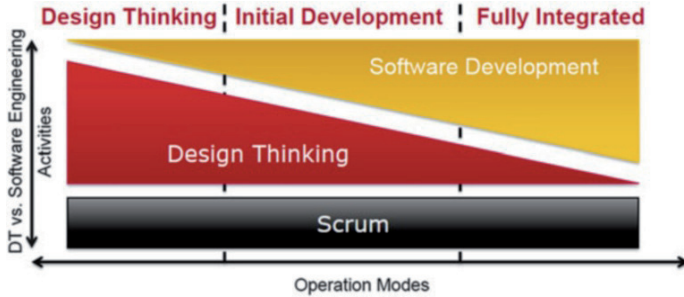 Design Thinking Initial Development Fully Integrated
Software Development
Design Thinking
Scrum
DT vs. Software Engineering
Activities
Operation Modes